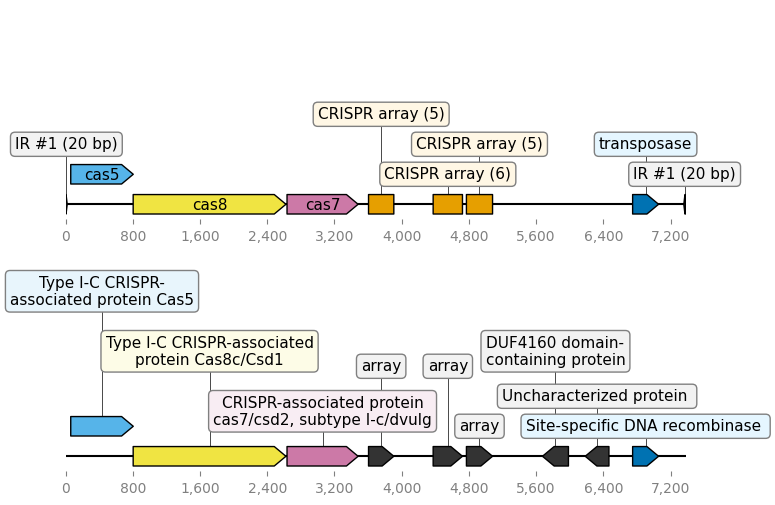 CRISPR array (5)
IR #1 (20 bp)
CRISPR array (5)
transposase
cas5
CRISPR array (6)
IR #1 (20 bp)
cas8
cas7
0
800
1,600
2,400
3,200
4,000
4,800
5,600
6,400
7,200
Type I-C CRISPR-
associated protein Cas5
Type I-C CRISPR-associated
protein Cas8c/Csd1
array
array
DUF4160 domain-
containing protein
CRISPR-associated protein
cas7/csd2, subtype I-c/dvulg
Uncharacterized protein
array
Site-specific DNA recombinase
0
800
1,600
2,400
3,200
4,000
4,800
5,600
6,400
7,200